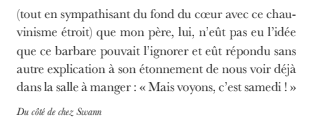 (tout en sympathisant du fond du cœur avec ce chau-
vinisme étroit) que mon père, lui, n’eût pas eu l’idée
que ce barbare pouvait l’ignorer et eût répondu sans
autre explication à son étonnement de nous voir déjà
dans la salle à manger : « Mais voyons, c’est samedi ! »
Du côté de chez Swann